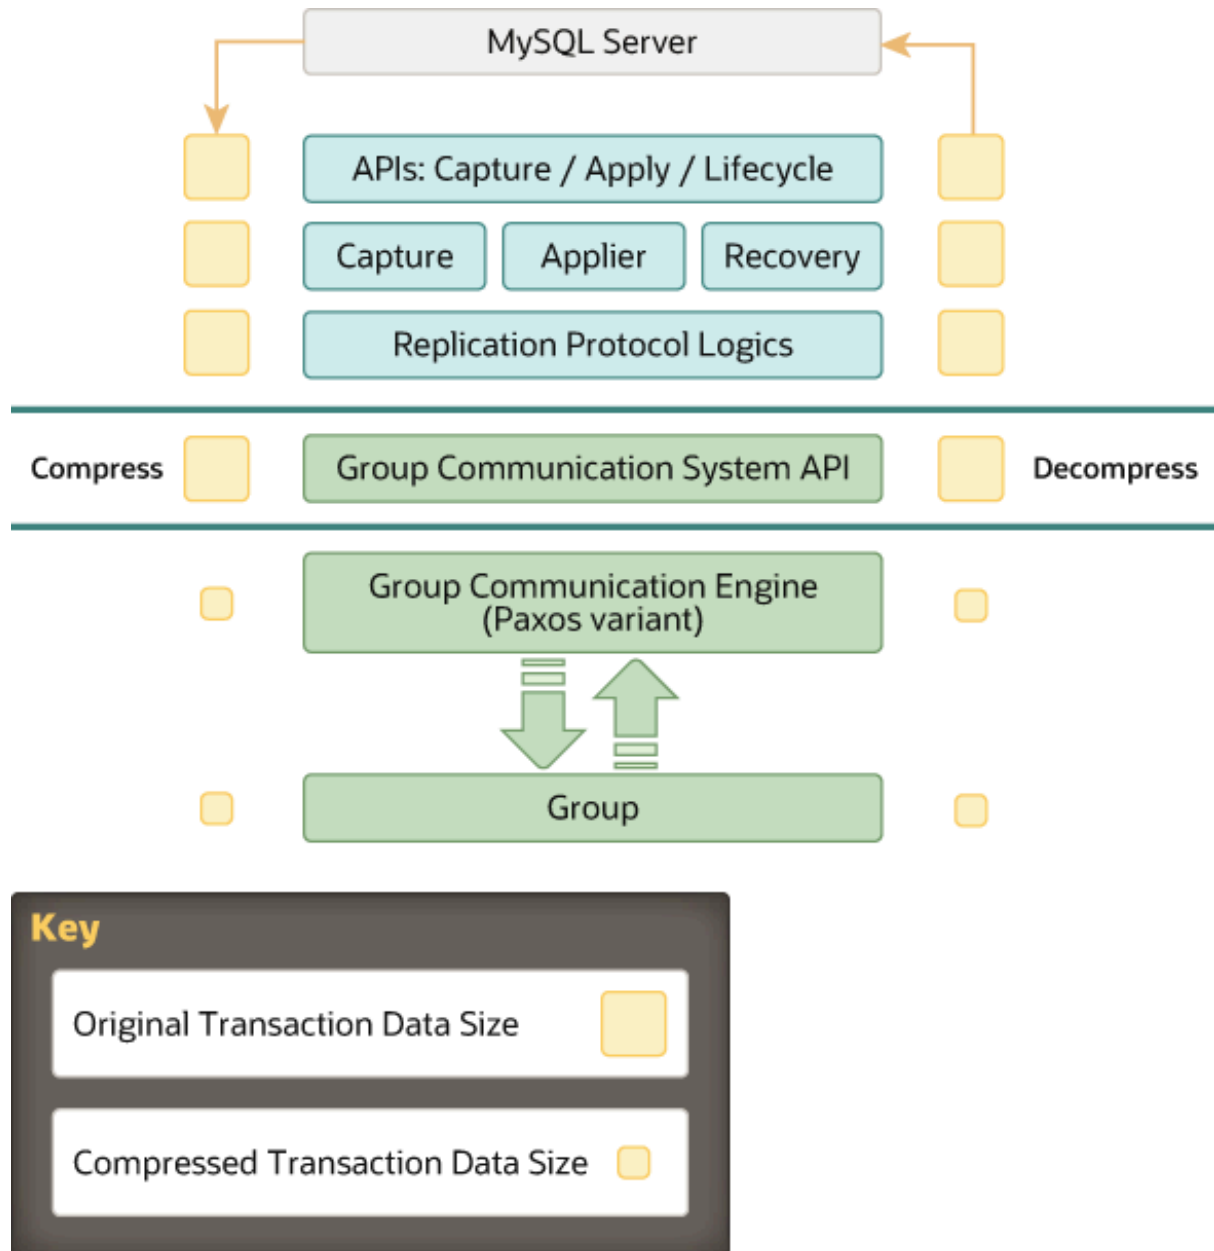 MySQL Server
APIs: Capture / Apply / Lifecycle
Capture
Applier
Recovery
Replication Protocol Logics
Compress
Group Communication System API
Decompress
Group Communication Engine
(Paxos variant)
Group
Key
Original Transaction Data Size
Compressed Transaction Data Size